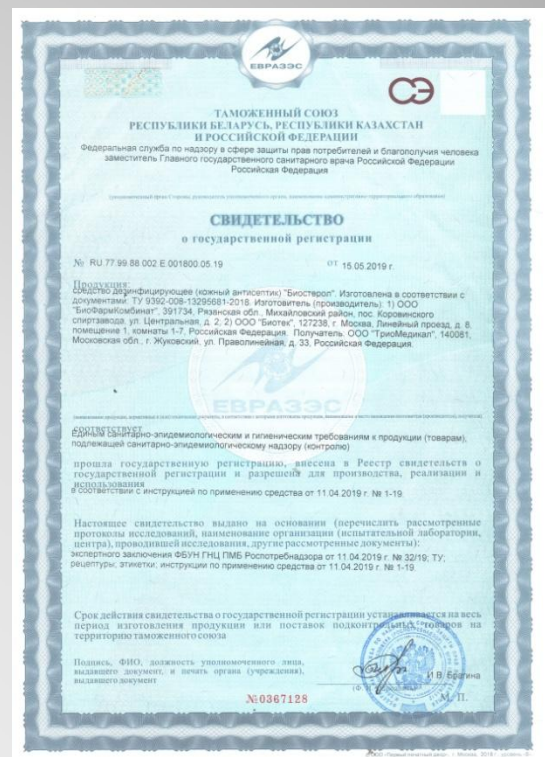 ЕВРАЗЭС
СЭ
ТАМОЖЕННЫЙ СОЮЗ
РЕСПУБЛИКИ БЕЛАРУСЬ, РЕСПУБЛИКИ КАЗАХСТАН
И РОССИЙСКОЙ ФЕДЕРАЦИИ
Федеральная служба по надзору в сфере защиты прав потребителей и благополучия человека
заместитель Главного государственного санитарного врача Российской Федерации
Российская Федерация
СВИДЕТЕЛЬСТВО
о государственной регистрации
№ RU.77.99.88.002.E.001800.05.19 от 15.05.2019 г.
Продукция:
средство дезинфицирующее (кожный антисептик) "Биостерол". Изготовлена в соответствии с
документами: ТУ 9392-008-13295681-2018. Изготовитель (производитель): 1) ООО
"БиоФармКомбинат", 391734, Рязанская обл., Михайловский район, пос. Коровинского
спиртзавода, ул. Центральная, д. 2; 2) ООО "Биотек", 127238, г. Москва, Линейный проезд, д. 8,
помещение 1, комнаты 1-7, Российская Федерация. Получатель: ООО "ТриоМедикал", 140081,
Московская обл., г. Жуковский, ул. Праволинейная, д. 33, Российская Федерация.
ЕВРАЗЭС
соответствует
Единым санитарно-эпидемиологическим и гигиеническим требованиям к продукции (товарам),
подлежащей санитарно-эпидемиологическому надзору (контролю)
прошла государственную регистрацию, внесена в Реестр свидетельств о
государственной регистрации и разрешена для производства, реализации и
использования
в соответствии с инструкцией по применению средства от 11.04.2019 г. № 1-19.
Настоящее свидетельство выдано на основании (перечислить рассмотренные
протоколы исследований, наименование организации (испытательной лаборатории,
центра), проводившей исследования, другие рассмотренные документы):
экспертного заключения ФБУН ГНЦ ПМБ Роспотребнадзора от 11.04.2019 г. № 32/19; ТУ;
рецептуры; этикетки; инструкции по применению средства от 11.04.2019 г. № 1-19.
Срок действия свидетельства о государственной регистрации устанавливается на весь
период изготовления продукции или поставок подконтрольных товаров на
территорию таможенного союза
Подпись, ФИО, должность уполномоченного лица,
выдавшего документ, и печать органа (учреждения),
выдавшего документ
И.В. Брагина
№0367128
М. П.